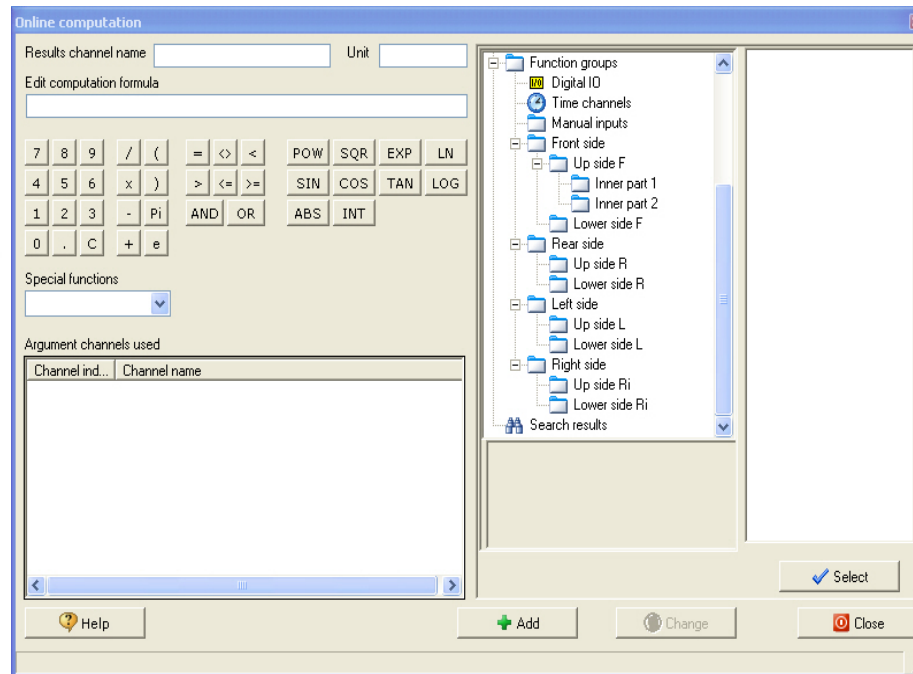 Online computation
Results channel name Unit
Edit computation formula
7 8 9 / ( = <> < POW SQR EXP LN
4 5 6 x ) > <= >= SIN COS TAN LOG
1 2 3 - Pi AND OR ABS INT
0 . C + e
Special functions
Argument channels used
Channel ind... Channel name
Function groups
I/O Digital IO
Time channels
Manual inputs
Front side
Up side F
Inner part 1
Inner part 2
Lower side F
Rear side
Up side R
Lower side R
Left side
Up side L
Lower side L
Right side
Up side Ri
Lower side Ri
Search results
Select
Help Add Change Close